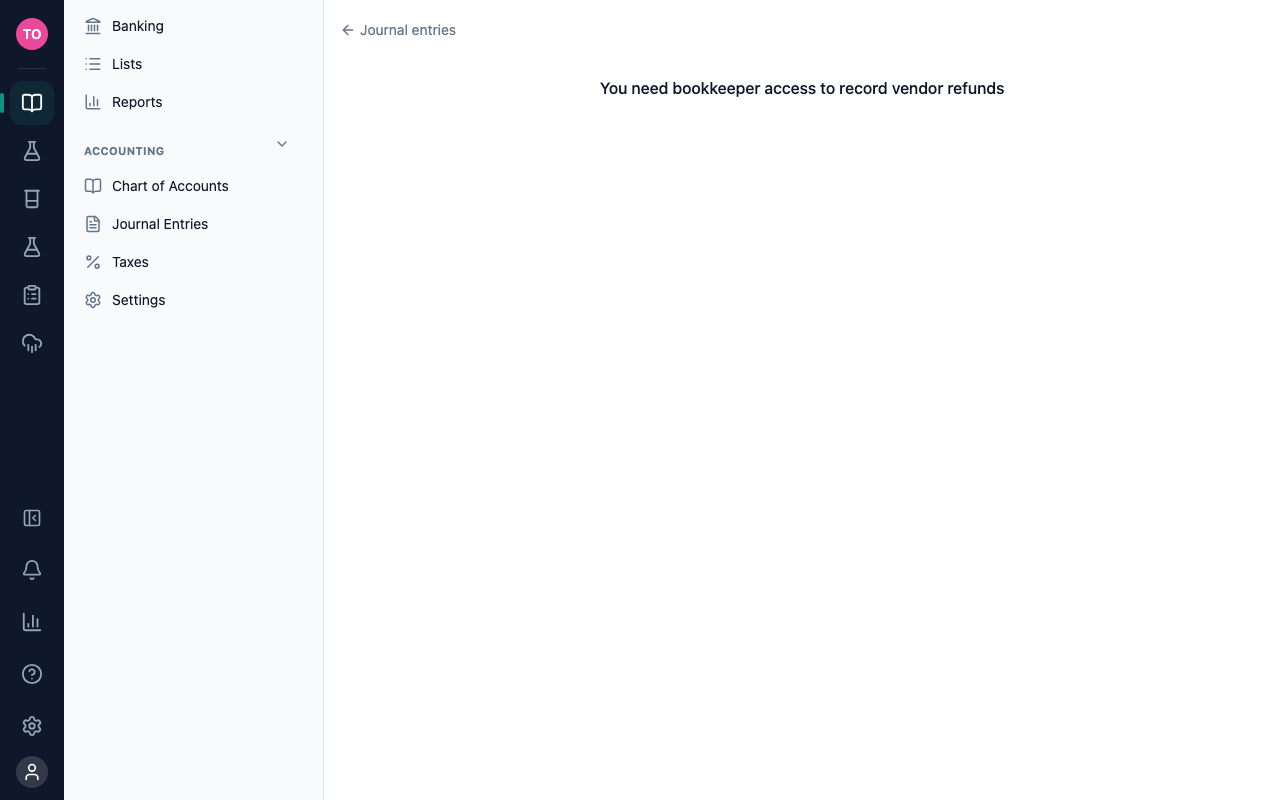 TO
Banking
Lists
Reports
ACCOUNTING
Chart of Accounts
Journal Entries
Taxes
Settings
Journal entries
You need bookkeeper access to record vendor refunds